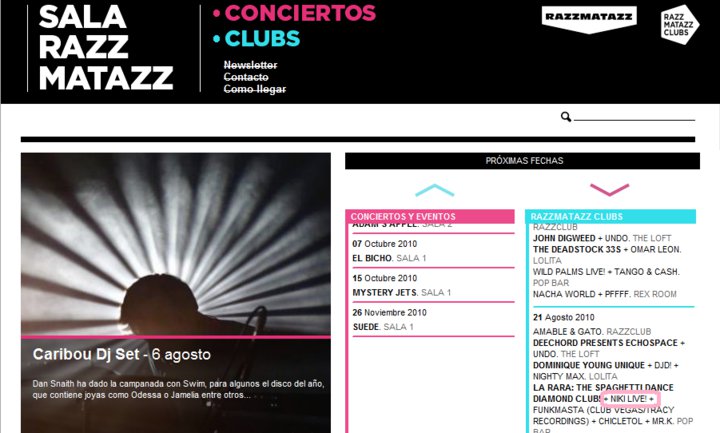 SALA
RAZZ
MATAZZ
• CONCIERTOS
• CLUBS
Newsletter
Contacto
Como llegar
RAZZMATAZZ
RAZZ
MATAZZ
CLUBS
PRÓXIMAS FECHAS
Caribou Dj Set - 6 agosto
Dan Snaith ha dado la campanada con Swim, para algunos el disco del año,
que contiene joyas como Odessa o Jamelia entre otros...
CONCIERTOS Y EVENTOS
ADAM'S APPLE. SALA 2
07 Octubre 2010
EL BICHO. SALA 1
15 Octubre 2010
MYSTERY JETS. SALA 1
26 Noviembre 2010
SUEDE. SALA 1
RAZZMATAZZ CLUBS
RAZZCLUB
JOHN DIGWEED + UNDO. THE LOFT
THE DEADSTOCK 33S + OMAR LEON.
LOLITA
WILD PALMS LIVE! + TANGO & CASH.
POP BAR
NACHA WORLD + PFFFF. REX ROOM
21 Agosto 2010
AMABLE & GATO. RAZZCLUB
DEECHORD PRESENTS ECHOSPACE +
UNDO. THE LOFT
DOMINIQUE YOUNG UNIQUE + DJD! +
NIGHTY MAX. LOLITA
LA RARA: THE SPAGHETTI DANCE
DIAMOND CLUB + NIKI LIVE! +
FUNKMASTA (CLUB VEGAS/TRACY
RECORDINGS) + CHICLETOL + MR.K. POP
BAR